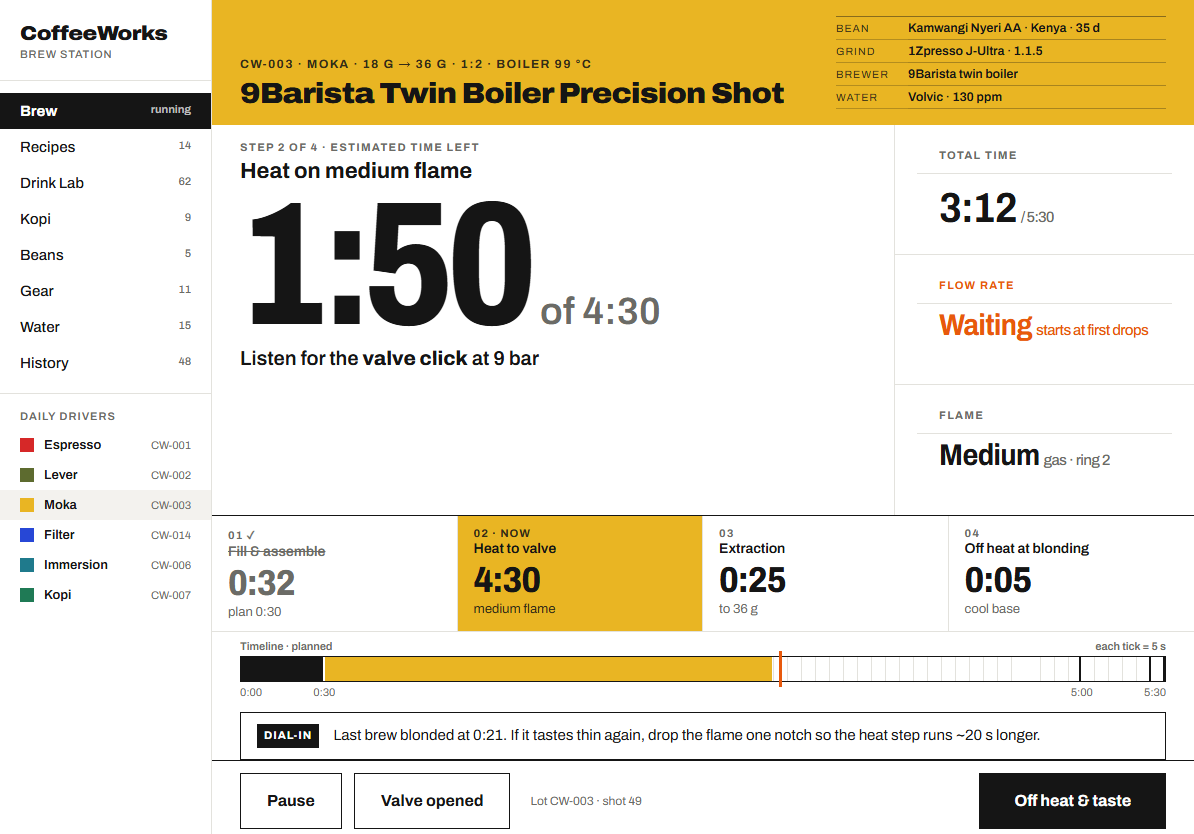 CoffeeWorks
BREW STATION
Brew running
Recipes 14
Drink Lab 62
Kopi 9
Beans 5
Gear 11
Water 15
History 48
DAILY DRIVERS
Espresso CW-001
Lever CW-002
Moka CW-003
Filter CW-014
Immersion CW-006
Kopi CW-007
CW-003 · MOKA · 18 G → 36 G · 1:2 · BOILER 99 °C
9Barista Twin Boiler Precision Shot
BEAN Kamwangi Nyeri AA · Kenya · 35 d
GRIND 1Zpresso J-Ultra · 1.1.5
BREWER 9Barista twin boiler
WATER Volvic · 130 ppm
STEP 2 OF 4 · ESTIMATED TIME LEFT
Heat on medium flame
1:50 of 4:30
Listen for the valve click at 9 bar
TOTAL TIME
3:12 / 5:30
FLOW RATE
Waiting starts at first drops
FLAME
Medium gas · ring 2
01 ✓
Fill & assemble
0:32
plan 0:30
02 · NOW
Heat to valve
4:30
medium flame
03
Extraction
0:25
to 36 g
04
Off heat at blonding
0:05
cool base
Timeline · planned each tick = 5 s
0:00 0:30 5:00 5:30
DIAL-IN Last brew blonded at 0:21. If it tastes thin again, drop the flame one notch so the heat step runs ~20 s longer.
Pause Valve opened Lot CW-003 · shot 49 Off heat & taste